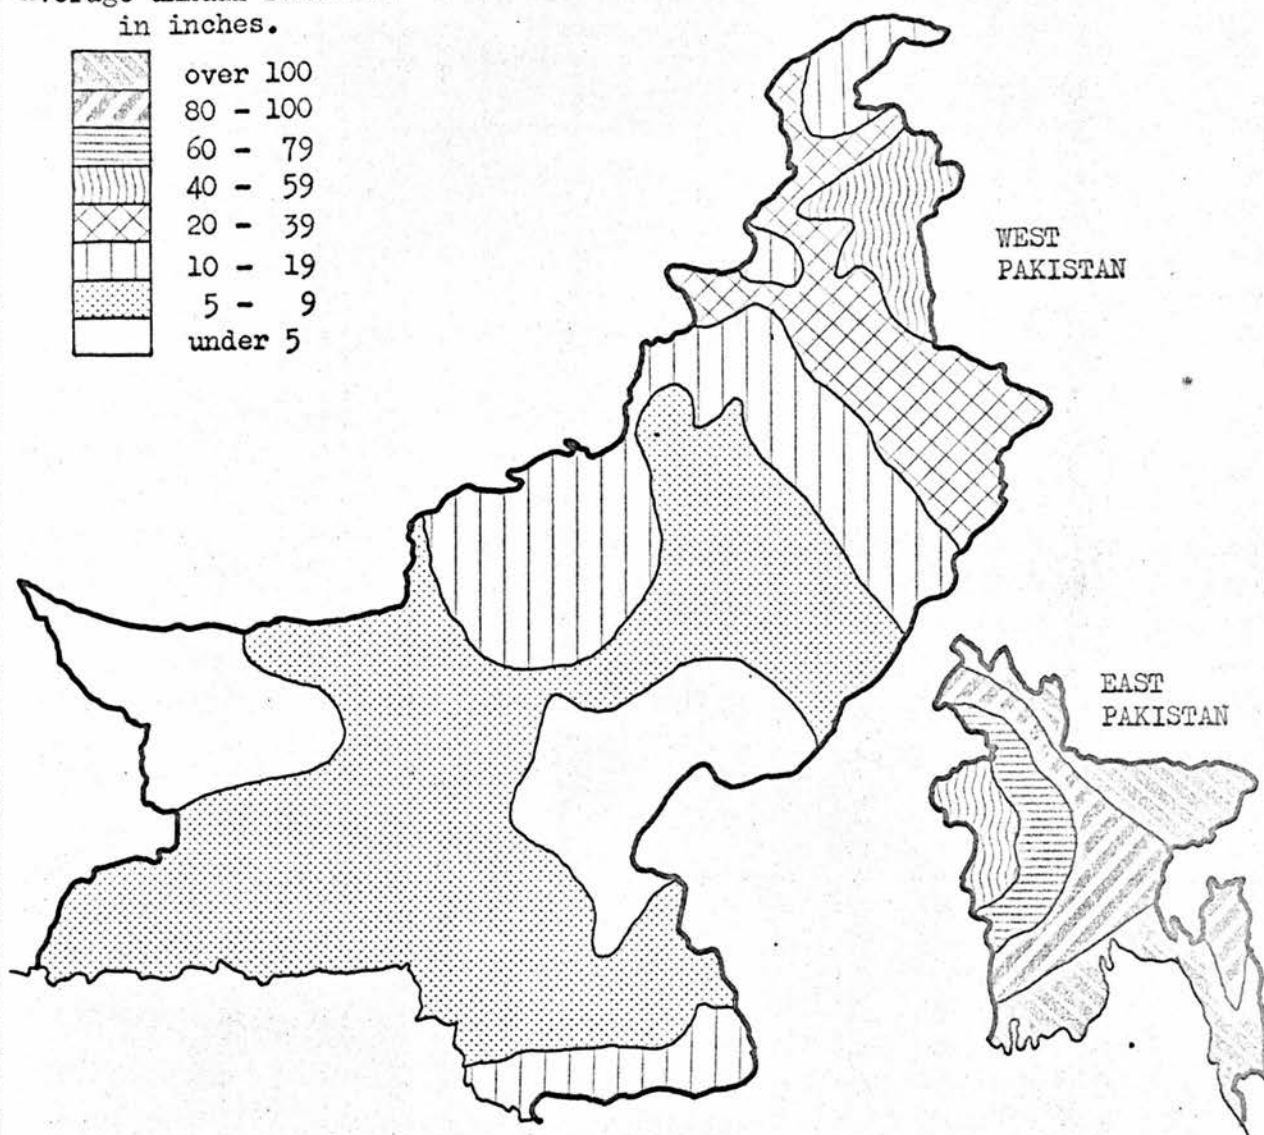 in inches.
over 100
80 - 100
60 - 79
40 - 59
20 - 39
10 - 19
5 - 9
under 5
WEST
PAKISTAN
EAST
PAKISTAN